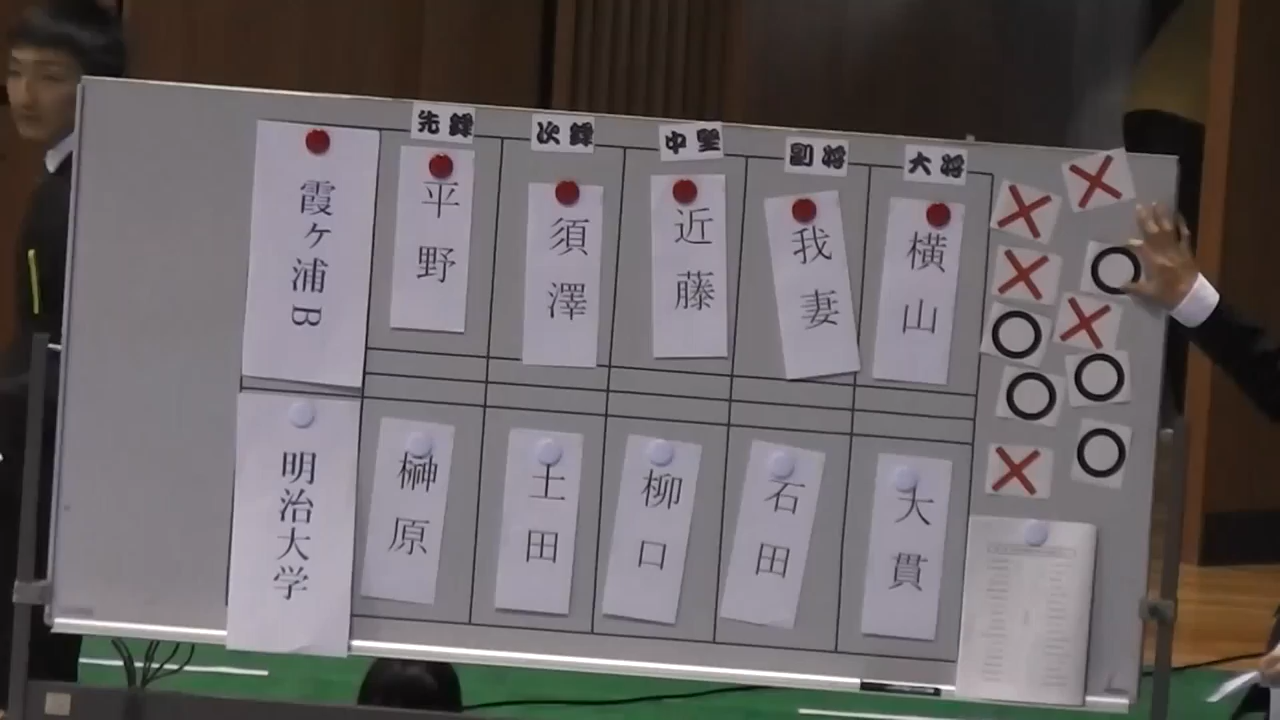 先鋒
次鋒
中堅
副将
大将
霞ヶ浦B
平野
須澤
近藤
我妻
横山
明治大学
榊原
土田
柳口
石田
大貫